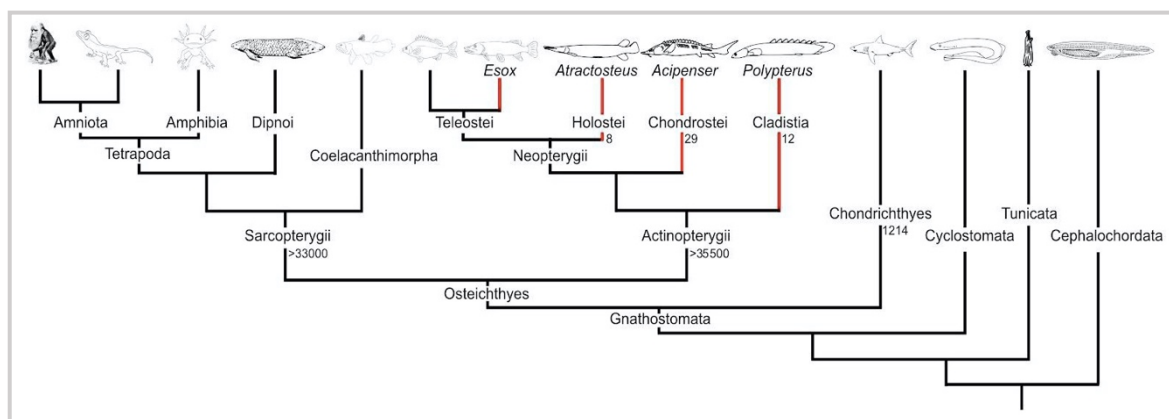 Esox Atractosteus Acipenser Polypterus
Amniota Amphibia Dipnoi Teleostei Holostei Chondrostei Cladistia
8 29 12
Tetrapoda Coelacanthimorpha Neopterygii
Chondrichthyes Tunicata
1214
Sarcopterygii Actinopterygii Cyclostomata Cephalochordata
>33000 >35500
Osteichthyes
Gnathostomata